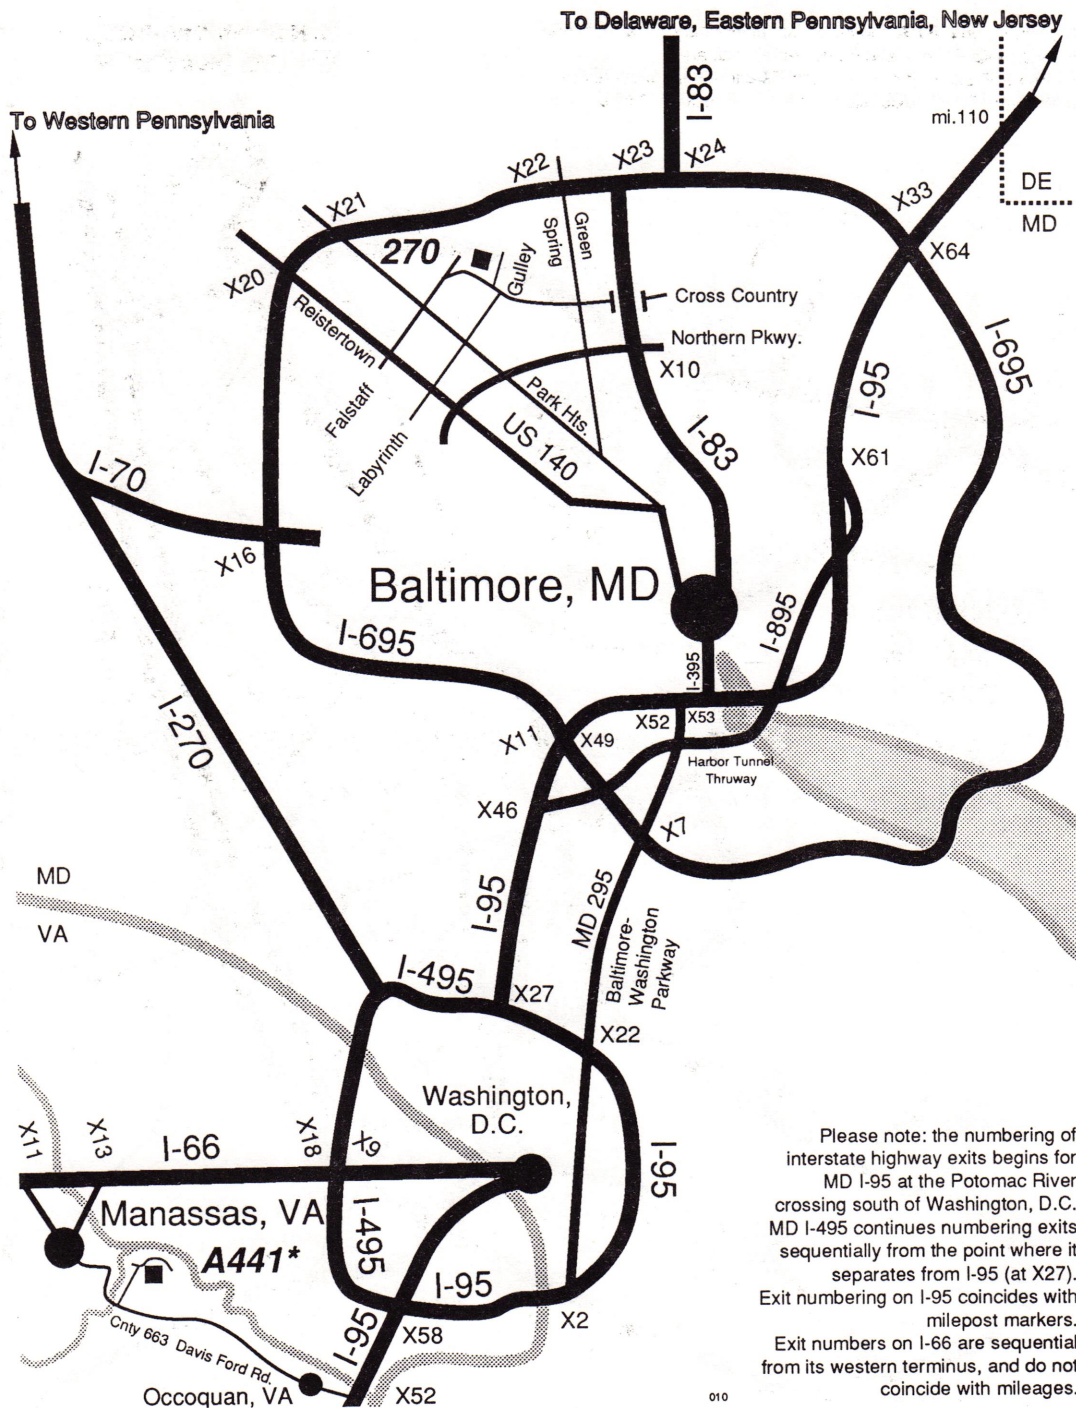 To Delaware, Eastern Pennsylvania, New Jersey
I-83
To Western Pennsylvania
mi.110
X22
X23
X24
X33
DE
MD
X21
X64
270
Gulley
Spring
Green
X20
Reistertown
Cross Country
Northern Pkwy.
X10
I-695
I-95
Falstaff
Labyrinth
Park Hts.
US 140
I-83
X61
I-70
X16
Baltimore, MD
I-895
I-695
I-395
I-270
X52
X53
X11
X49
Harbor Tunnel
Thruway
X46
X7
MD
VA
I-95
MD 295
Baltimore-
Washington
Parkway
I-495
X27
X22
Washington,
D.C.
X11
X13
I-66
X18
X9
I-95
Manassas, VA
I-495
A441*
I-95
X2
Cnty 663 Davis Ford Rd.
I-95
X58
Occoquan, VA
X52
010
Please note: the numbering of
interstate highway exits begins for
MD I-95 at the Potomac River
crossing south of Washington, D.C.
MD I-495 continues numbering exits
sequentially from the point where it
separates from I-95 (at X27).
Exit numbering on I-95 coincides with
milepost markers.
Exit numbers on I-66 are sequential
from its western terminus, and do not
coincide with mileages.